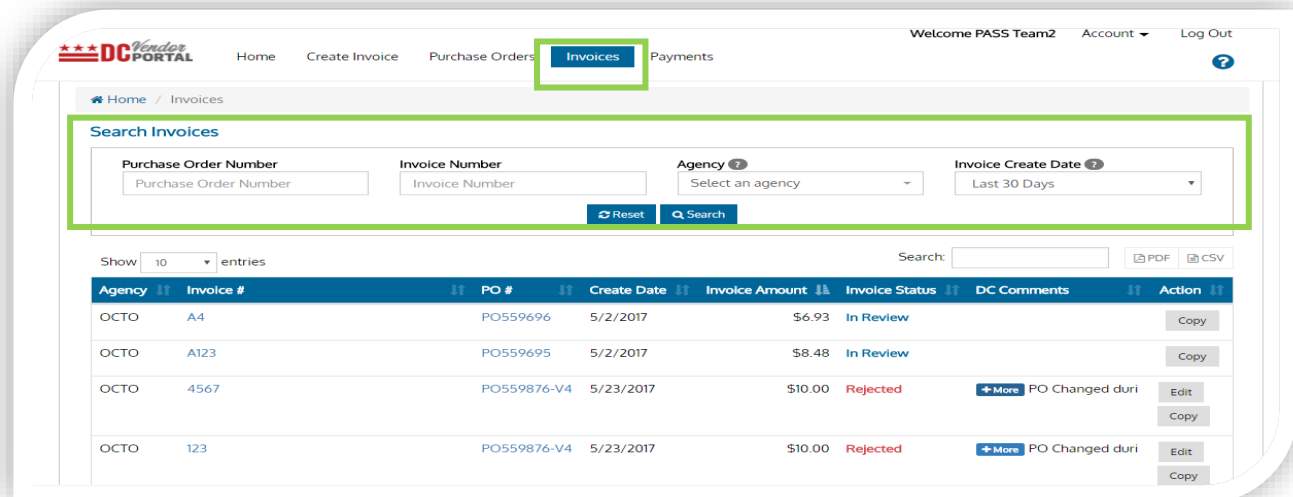 Welcome PASS Team2 Account Log Out
★★★ DC Vendor PORTAL Home Create Invoice Purchase Orders Invoices Payments ?
Home / Invoices
Search Invoices
Purchase Order Number Invoice Number Agency ? Invoice Create Date ?
Purchase Order Number Invoice Number Select an agency Last 30 Days
Reset Search
Show 10 entries Search: PDF CSV
Agency Invoice # PO # Create Date Invoice Amount Invoice Status DC Comments Action
OCTO A4 PO559696 5/2/2017 $6.93 In Review Copy
OCTO A123 PO559695 5/2/2017 $8.48 In Review Copy
OCTO 4567 PO559876-V4 5/23/2017 $10.00 Rejected +More PO Changed duri Edit
Copy
OCTO 123 PO559876-V4 5/23/2017 $10.00 Rejected +More PO Changed duri Edit
Copy